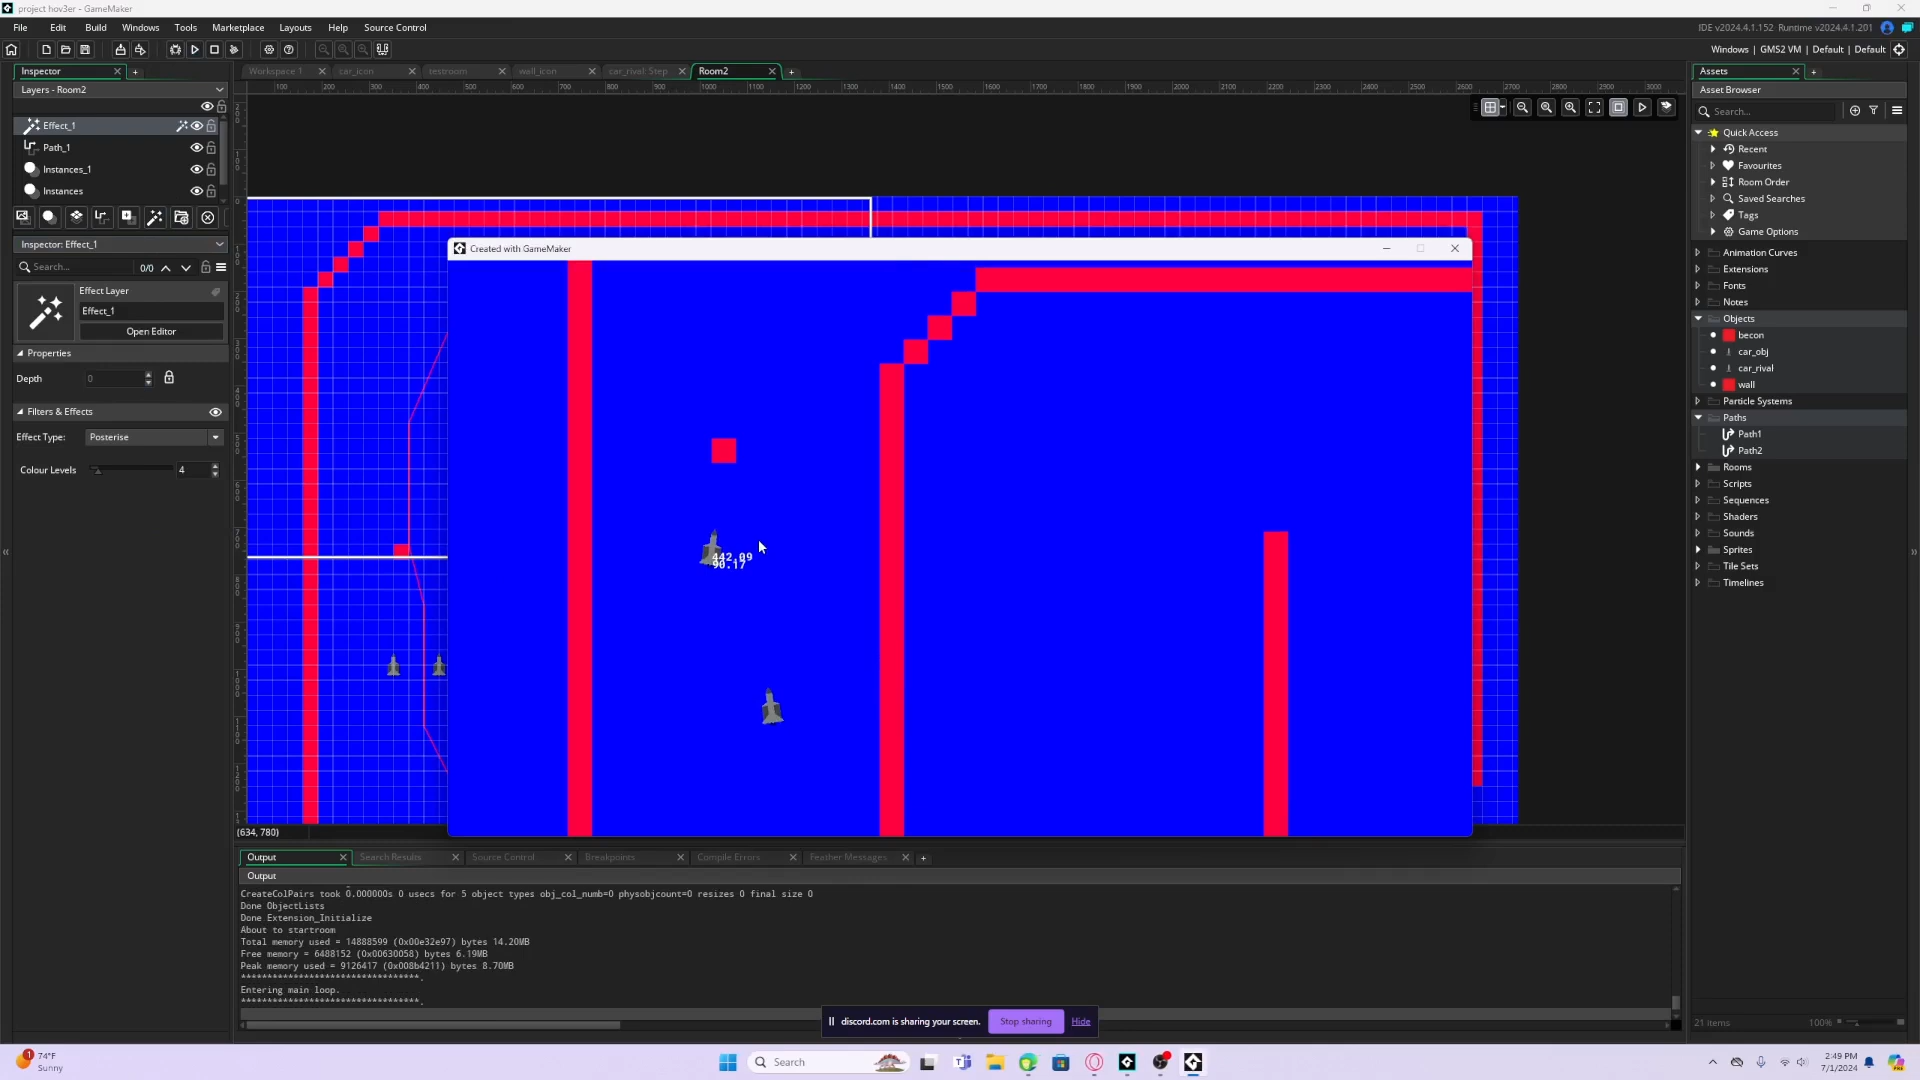 project hov3er - GameMaker
File Edit Build Windows Tools Marketplace Layouts Help Source Control
IDE v2024.4.1.152 Runtime v2024.4.1.201
Windows | GMS2 VM | Default | Default
Inspector
Workspace 1 car_icon testroom wall_icon car_rival: Step Room2
Assets
Layers - Room2
Asset Browser
Search...
Effect_1
Path_1
Instances_1
Instances
Inspector: Effect_1
Search... 0/0
Effect Layer
Effect_1
Open Editor
Properties
Depth 0
Filters & Effects
Effect Type: Posterise
Colour Levels 4
Created with GameMaker
442.09
90.17
(634, 780)
Quick Access
Recent
Favourites
Room Order
Saved Searches
Tags
Game Options
Animation Curves
Extensions
Fonts
Notes
Objects
becon
car_obj
car_rival
wall
Particle Systems
Paths
Path1
Path2
Rooms
Scripts
Sequences
Shaders
Sounds
Sprites
Tile Sets
Timelines
21 items 100%
Output Search Results Source Control Breakpoints Compile Errors Feather Messages
Output
CreateColPairs took 0.000000s 0 usecs for 5 object types obj_col_numb=0 physobjcount=0 resizes 0 final size 0
Done ObjectLists
Done Extension_Initialize
About to startroom
Total memory used = 14888599 (0x00e32e97) bytes 14.20MB
Free memory = 6488152 (0x00630058) bytes 6.19MB
Peak memory used = 9126417 (0x008b4211) bytes 8.70MB
**********************************.
Entering main loop.
**********************************.
discord.com is sharing your screen. Stop sharing Hide
1
74°F
Sunny
Search
2:49 PM
7/1/2024